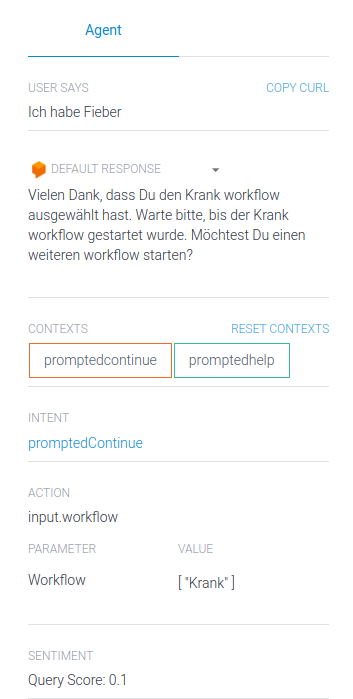 Agent
USER SAYS COPY CURL
Ich habe Fieber
DEFAULT RESPONSE
Vielen Dank, dass Du den Krank workflow
ausgewählt hast. Warte bitte, bis der Krank
workflow gestartet wurde. Möchtest Du einen
weiteren workflow starten?
CONTEXTS RESET CONTEXTS
promptedcontinue promptedhelp
INTENT
promptedContinue
ACTION
input.workflow
PARAMETER VALUE
Workflow [ "Krank" ]
SENTIMENT
Query Score: 0.1